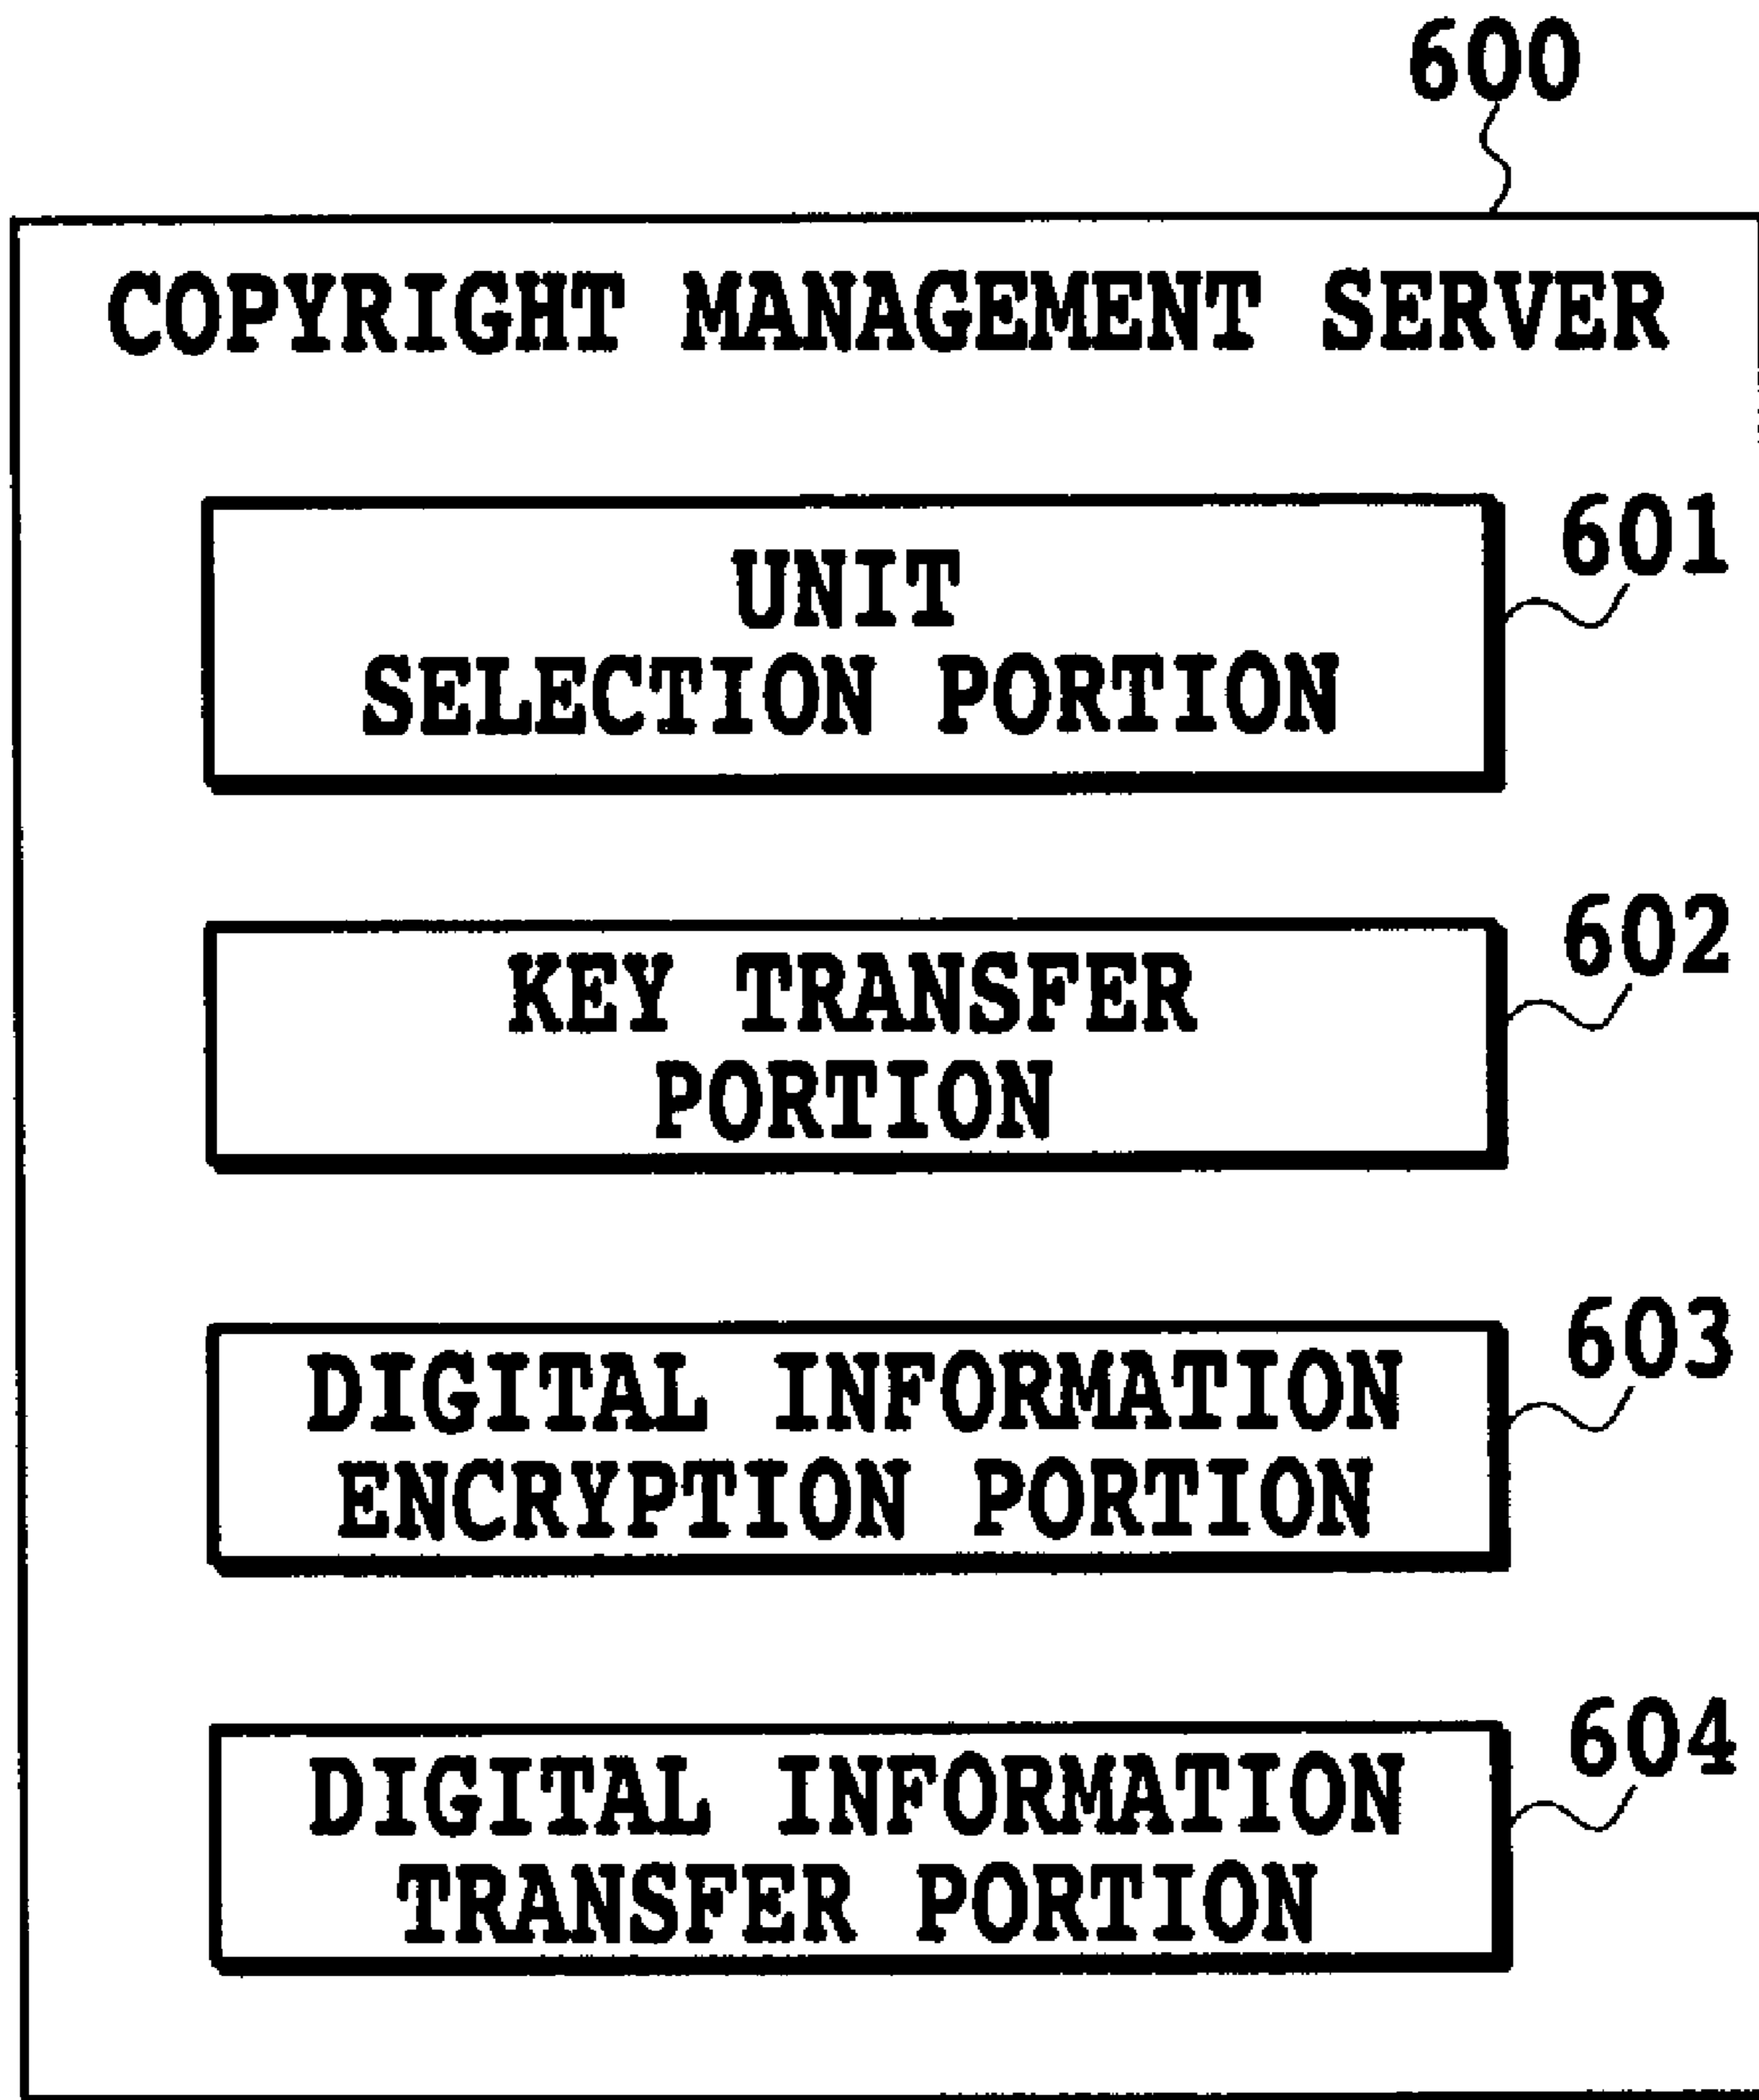 600
COPYRIGHT MANAGEMENT SERVER
601
UNIT
SELECTION PORTION
602
KEY TRANSFER
PORTION
603
DIGITAL INFORMATION
ENCRYPTION PORTION
604
DIGITAL INFORMATION
TRANSFER PORTION